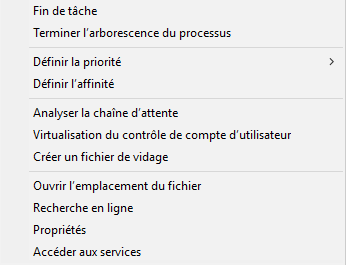 Fin de tâche
Terminer l'arborescence du processus
Définir la priorité
Définir l'affinité
Analyser la chaîne d'attente
Virtualisation du contrôle de compte d'utilisateur
Créer un fichier de vidage
Ouvrir l'emplacement du fichier
Recherche en ligne
Propriétés
Accéder aux services